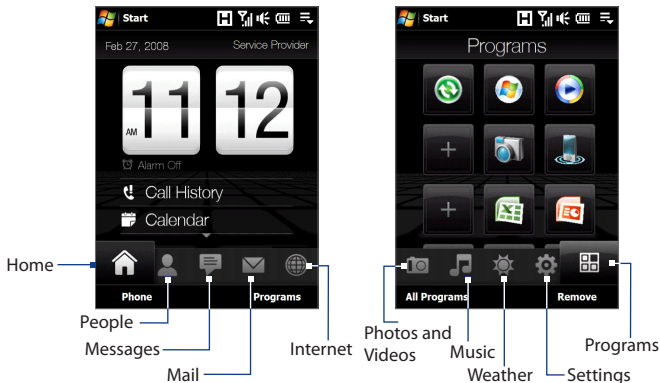 Start
Feb 27, 2008 Service Provider
11 12
AM
Alarm Off
Call History
Calendar
Phone Programs
Home
People
Messages
Mail
Internet
Start
Programs
All Programs Remove
Photos and
Videos
Music
Weather
Settings
Programs